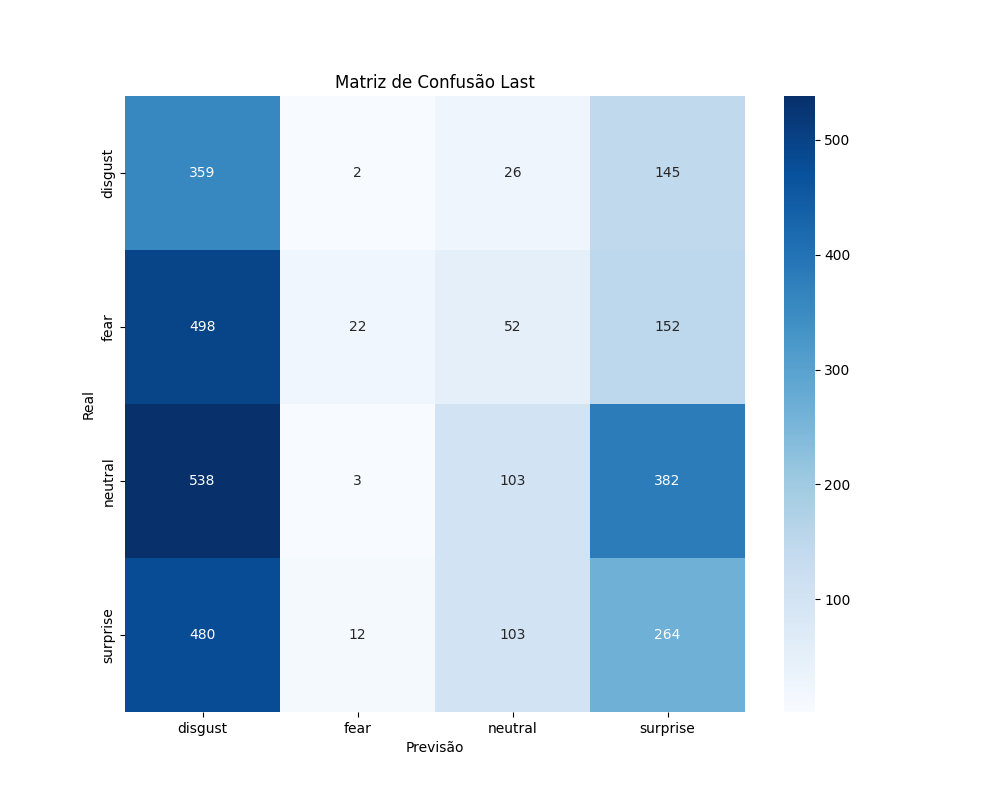 Matriz de Confusão Last
Real
disgust
359
2
26
145
fear
498
22
52
152
neutral
538
3
103
382
surprise
480
12
103
264
disgust
fear
neutral
surprise
Previsão
500
400
300
200
100